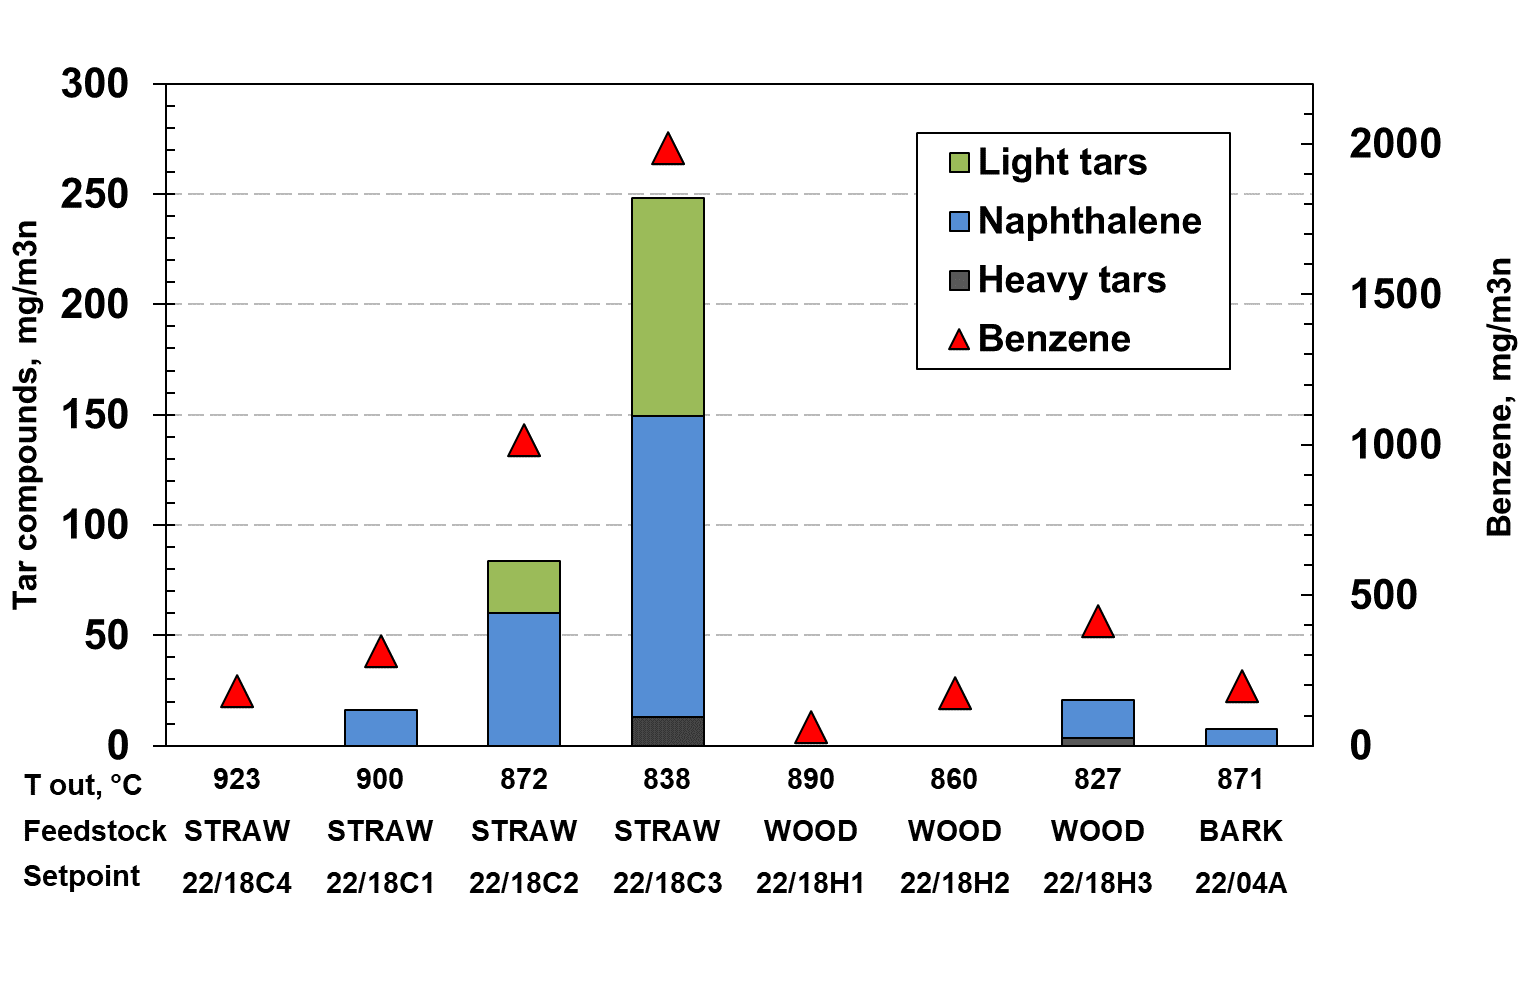 300
250
200
150
100
50
0
Tar compounds, mg/m3n
Light tars
Naphthalene
Heavy tars
Benzene
2000
1500
1000
500
0
Benzene, mg/m3n
T out, °C 923 900 872 838 890 860 827 871
Feedstock STRAW STRAW STRAW STRAW WOOD WOOD WOOD BARK
Setpoint 22/18C4 22/18C1 22/18C2 22/18C3 22/18H1 22/18H2 22/18H3 22/04A